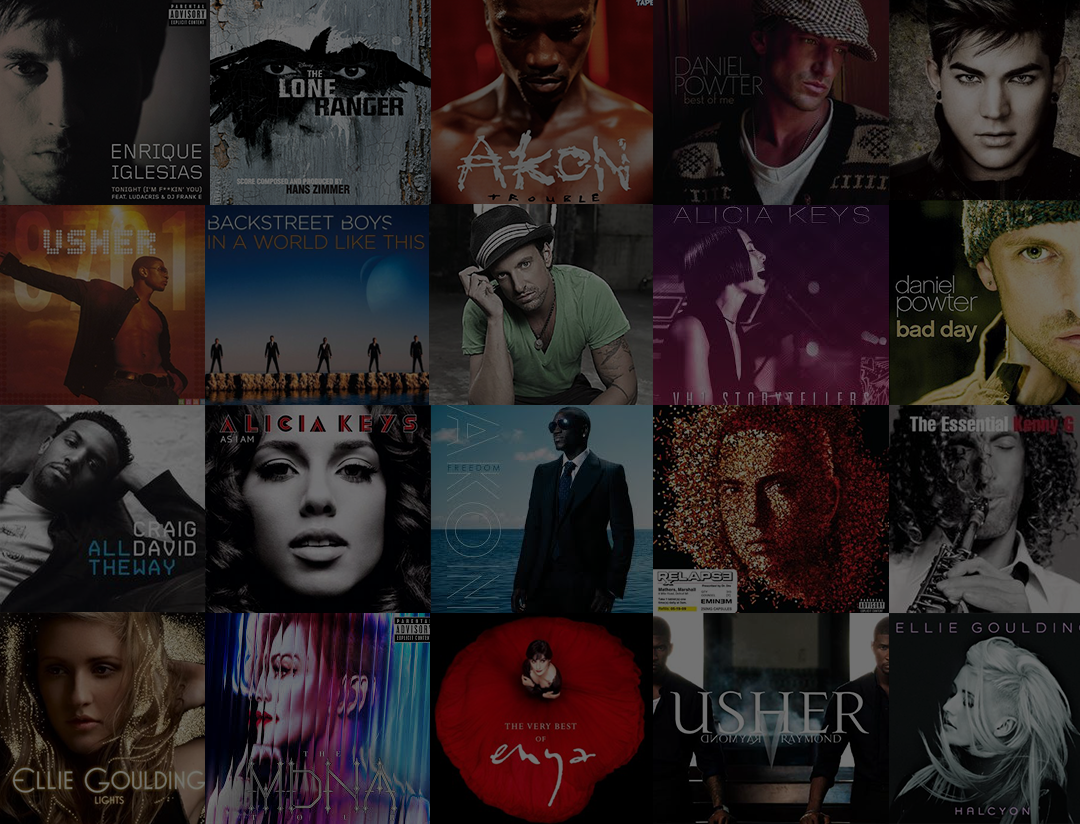 PARENTAL
ADVISORY
EXPLICIT CONTENT
ENRIQUE
IGLESIAS
TONIGHT (I'M F**KIN' YOU)
FEAT. LUDACRIS & DJ FRANK E
THE
LONE
RANGER
SCORE COMPOSED AND PRODUCED BY
HANS ZIMMER
TAPE
AKON
TROUBLE
DANIEL
POWTER
best of me
USHER
8701
BACKSTREET BOYS
IN A WORLD LIKE THIS
ALICIA KEYS
VH1 STORYTELLERS
daniel
powter
bad day
CRAIG
ALL DAVID
THE WAY
ALICIA KEYS
AS I AM
AKON
FREEDOM
RELAPSE
Mathers, Marshall
EMINEM
ADVISORY
The Essential Kenny G
ELLIE GOULDING
LIGHTS
PARENTAL
ADVISORY
EXPLICIT CONTENT
THE
MDNA
TOUR
THE VERY BEST
OF
enya
USHER
RAYMOND V RAYMOND
ELLIE GOULDING
HALCYON